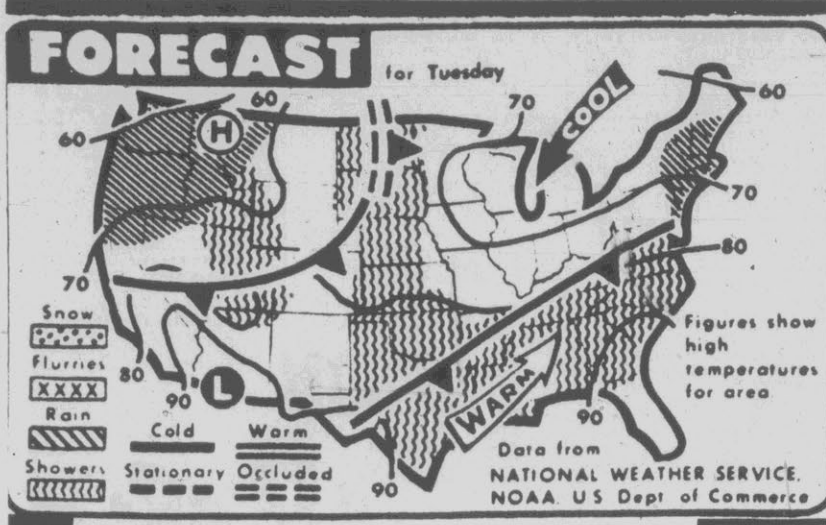 FORECAST
for Tuesday
60
60
H
70
COOL
60
70
80
70
80
90
L
90
WARM
90
Snow
Flurries
XXXX
Rain
Showers
Cold
Warm
Stationary
Occluded
Figures show
high
temperatures
for area
Data from
NATIONAL WEATHER SERVICE,
NOAA. US Dept of Commerce